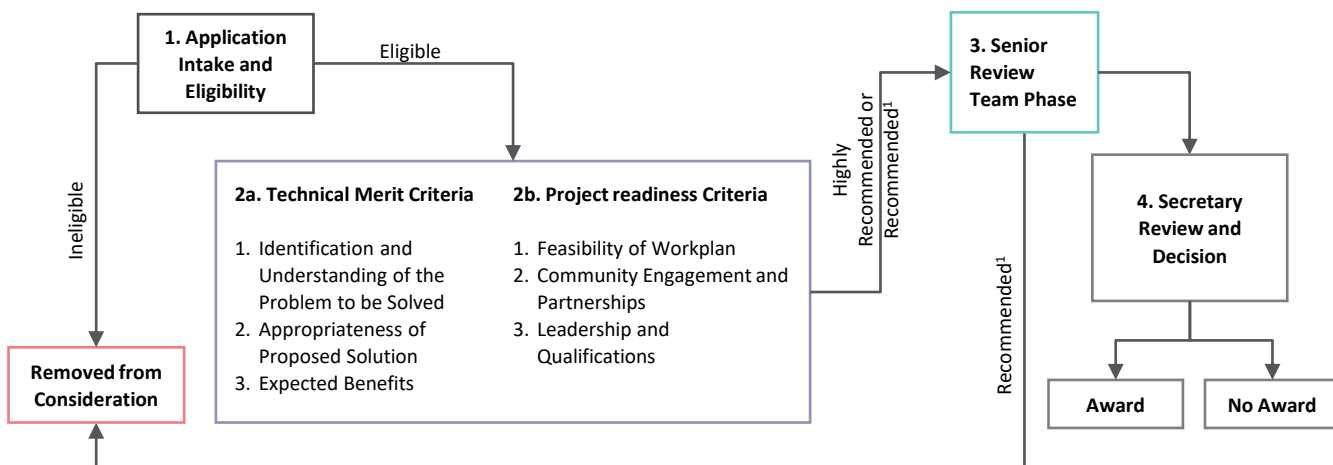 1. Application
Intake and
Eligibility
Eligible
Ineligible
Removed from
Consideration
2a. Technical Merit Criteria
1. Identification and
Understanding of the
Problem to be Solved
2. Appropriateness of
Proposed Solution
3. Expected Benefits
2b. Project readiness Criteria
1. Feasibility of Workplan
2. Community Engagement and
Partnerships
3. Leadership and
Qualifications
Highly
Recommended or
Recommended¹
3. Senior
Review
Team Phase
Recommended¹
4. Secretary
Review and
Decision
Award
No Award